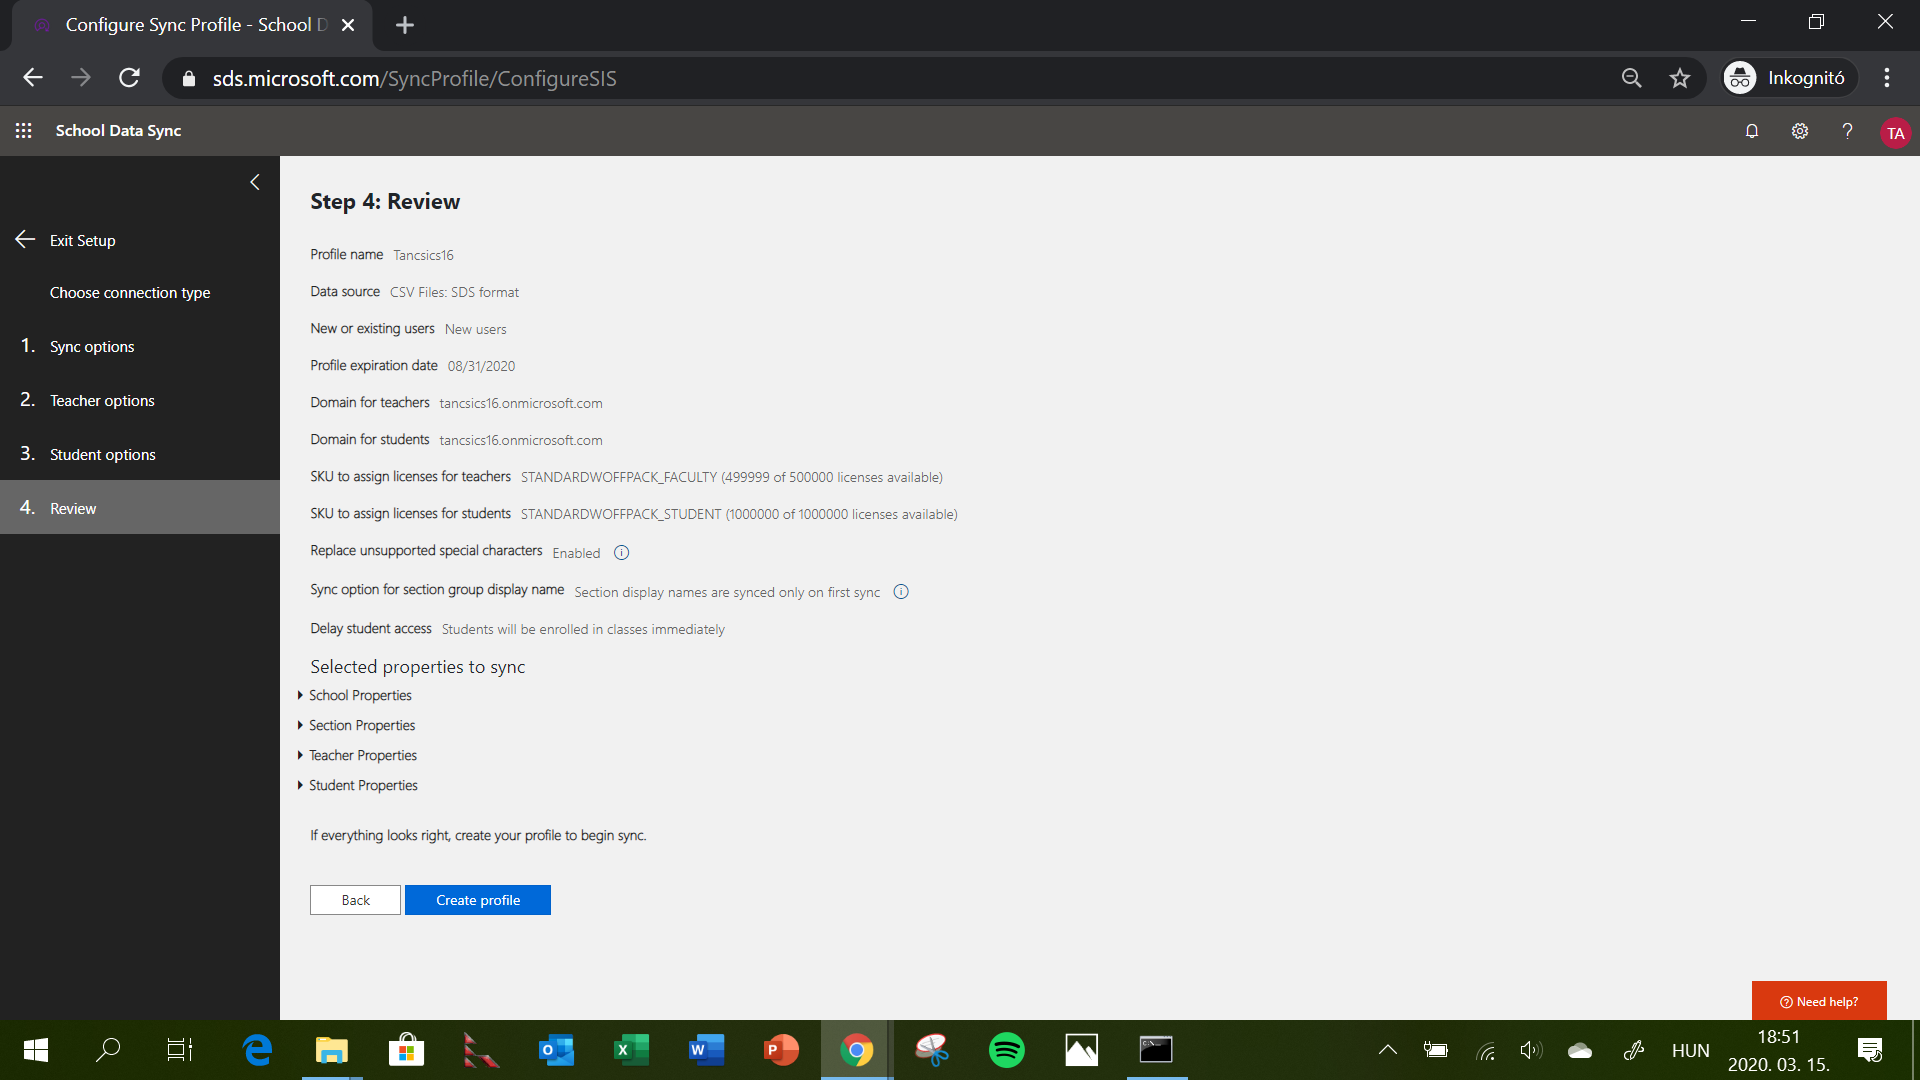 Configure Sync Profile - School D
sds.microsoft.com/SyncProfile/ConfigureSIS
Inkognitó
School Data Sync
TA
Exit Setup
Choose connection type
1. Sync options
2. Teacher options
3. Student options
4. Review
Step 4: Review
Profile name Tancsics16
Data source CSV Files: SDS format
New or existing users New users
Profile expiration date 08/31/2020
Domain for teachers tancsics16.onmicrosoft.com
Domain for students tancsics16.onmicrosoft.com
SKU to assign licenses for teachers STANDARDWOFFPACK_FACULTY (499999 of 500000 licenses available)
SKU to assign licenses for students STANDARDWOFFPACK_STUDENT (1000000 of 1000000 licenses available)
Replace unsupported special characters Enabled
Sync option for section group display name Section display names are synced only on first sync
Delay student access Students will be enrolled in classes immediately
Selected properties to sync
School Properties
Section Properties
Teacher Properties
Student Properties
If everything looks right, create your profile to begin sync.
Back Create profile
Need help?
HUN
18:51
2020. 03. 15.